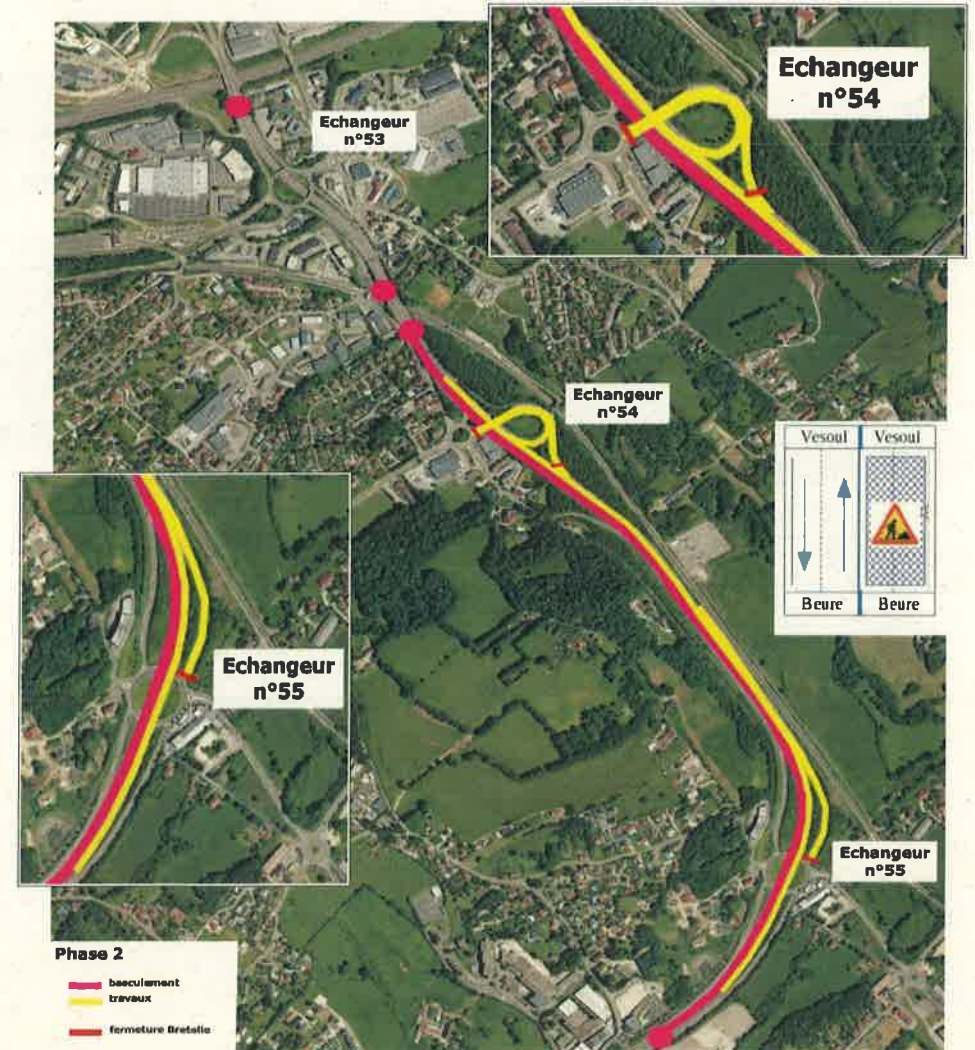 Echangeur
n°54
Echangeur
n°53
Echangeur
n°54
Vesoul Vesoul
Beure Beure
Echangeur
n°55
Echangeur
n°55
Phase 2
basculement
travaux
fermeture Bretelle